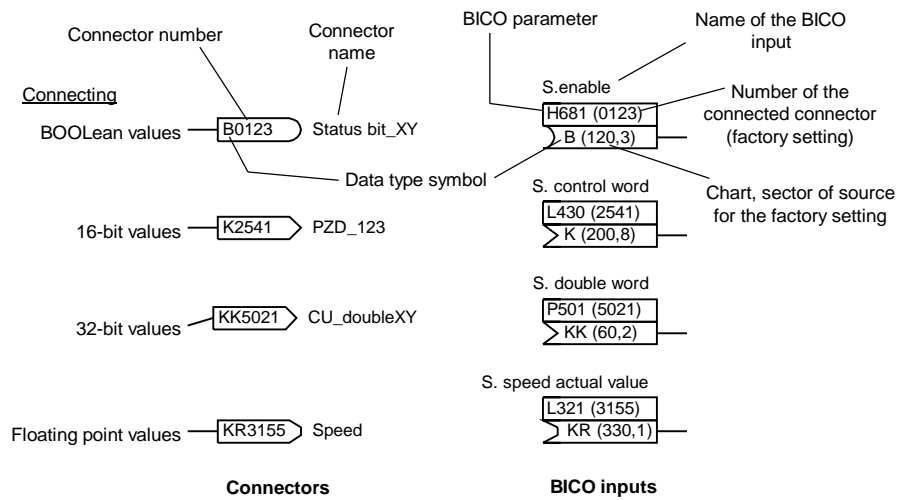 Connector number
Connector
name
BICO parameter
Name of the BICO
input
Connecting
BOOLean values
B0123
Status bit_XY
S.enable
H681 (0123)
B (120,3)
Number of the
connected connector
(factory setting)
Data type symbol
Chart, sector of source
for the factory setting
16-bit values
K2541
PZD_123
S. control word
L430 (2541)
K (200,8)
32-bit values
KK5021
CU_doubleXY
S. double word
P501 (5021)
KK (60,2)
Floating point values
KR3155
Speed
S. speed actual value
L321 (3155)
KR (330,1)
Connectors
BICO inputs